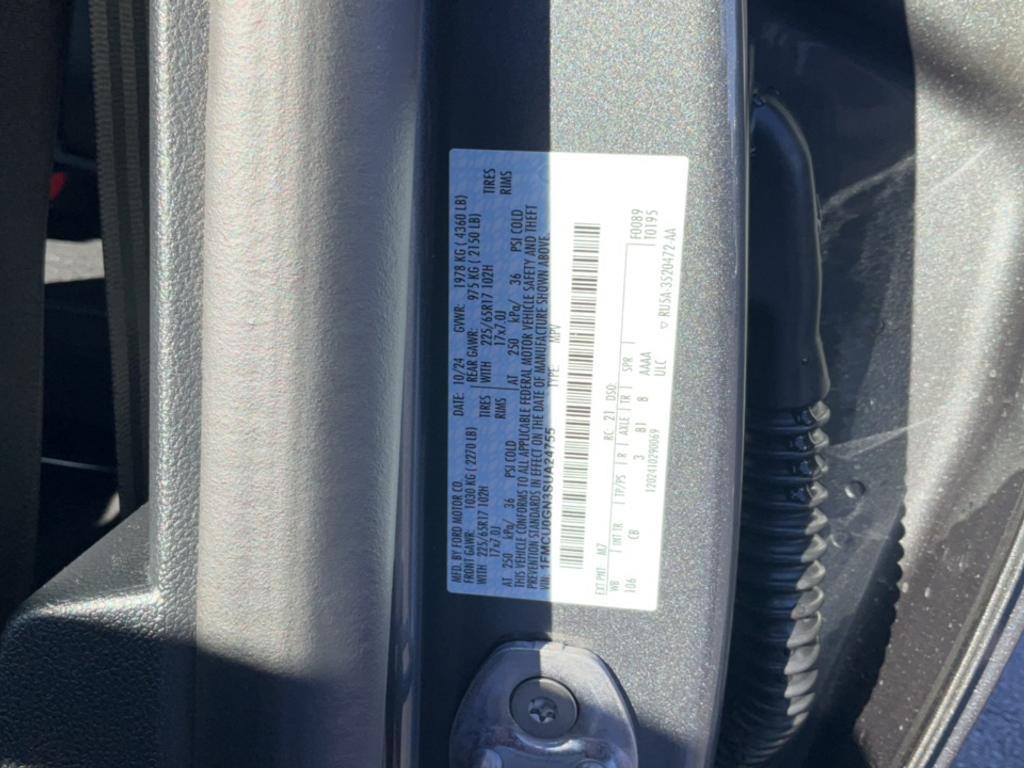 MFD. BY FORD MOTOR CO. DATE: 10/24 GVWR: 1978 KG ( 4360 LB)
FRONT GAWR: 1030 KG ( 2270 LB) REAR GAWR: 975 KG ( 2150 LB)
WITH 225/65R17 102H TIRES WITH 225/65R17 102H TIRES
17x7.0J RIMS 17x7.0J RIMS
AT 250 kPa/ 36 PSI COLD AT 250 kPa/ 36 PSI COLD
THIS VEHICLE CONFORMS TO ALL APPLICABLE FEDERAL MOTOR VEHICLE SAFETY AND THEFT
PREVENTION STANDARDS IN EFFECT ON THE DATE OF MANUFACTURE SHOWN ABOVE.
VIN: 1FMCU0GN3SUA24755 TYPE: MPV
EXT PNT: M7 RC: 21 DSO: F0089
WB INT TR TP/PS R AXLE TR SPR T0195
106 CB 3 81 B AAAA
1202410290069 ULC ▽ RU5A-3520472-AA